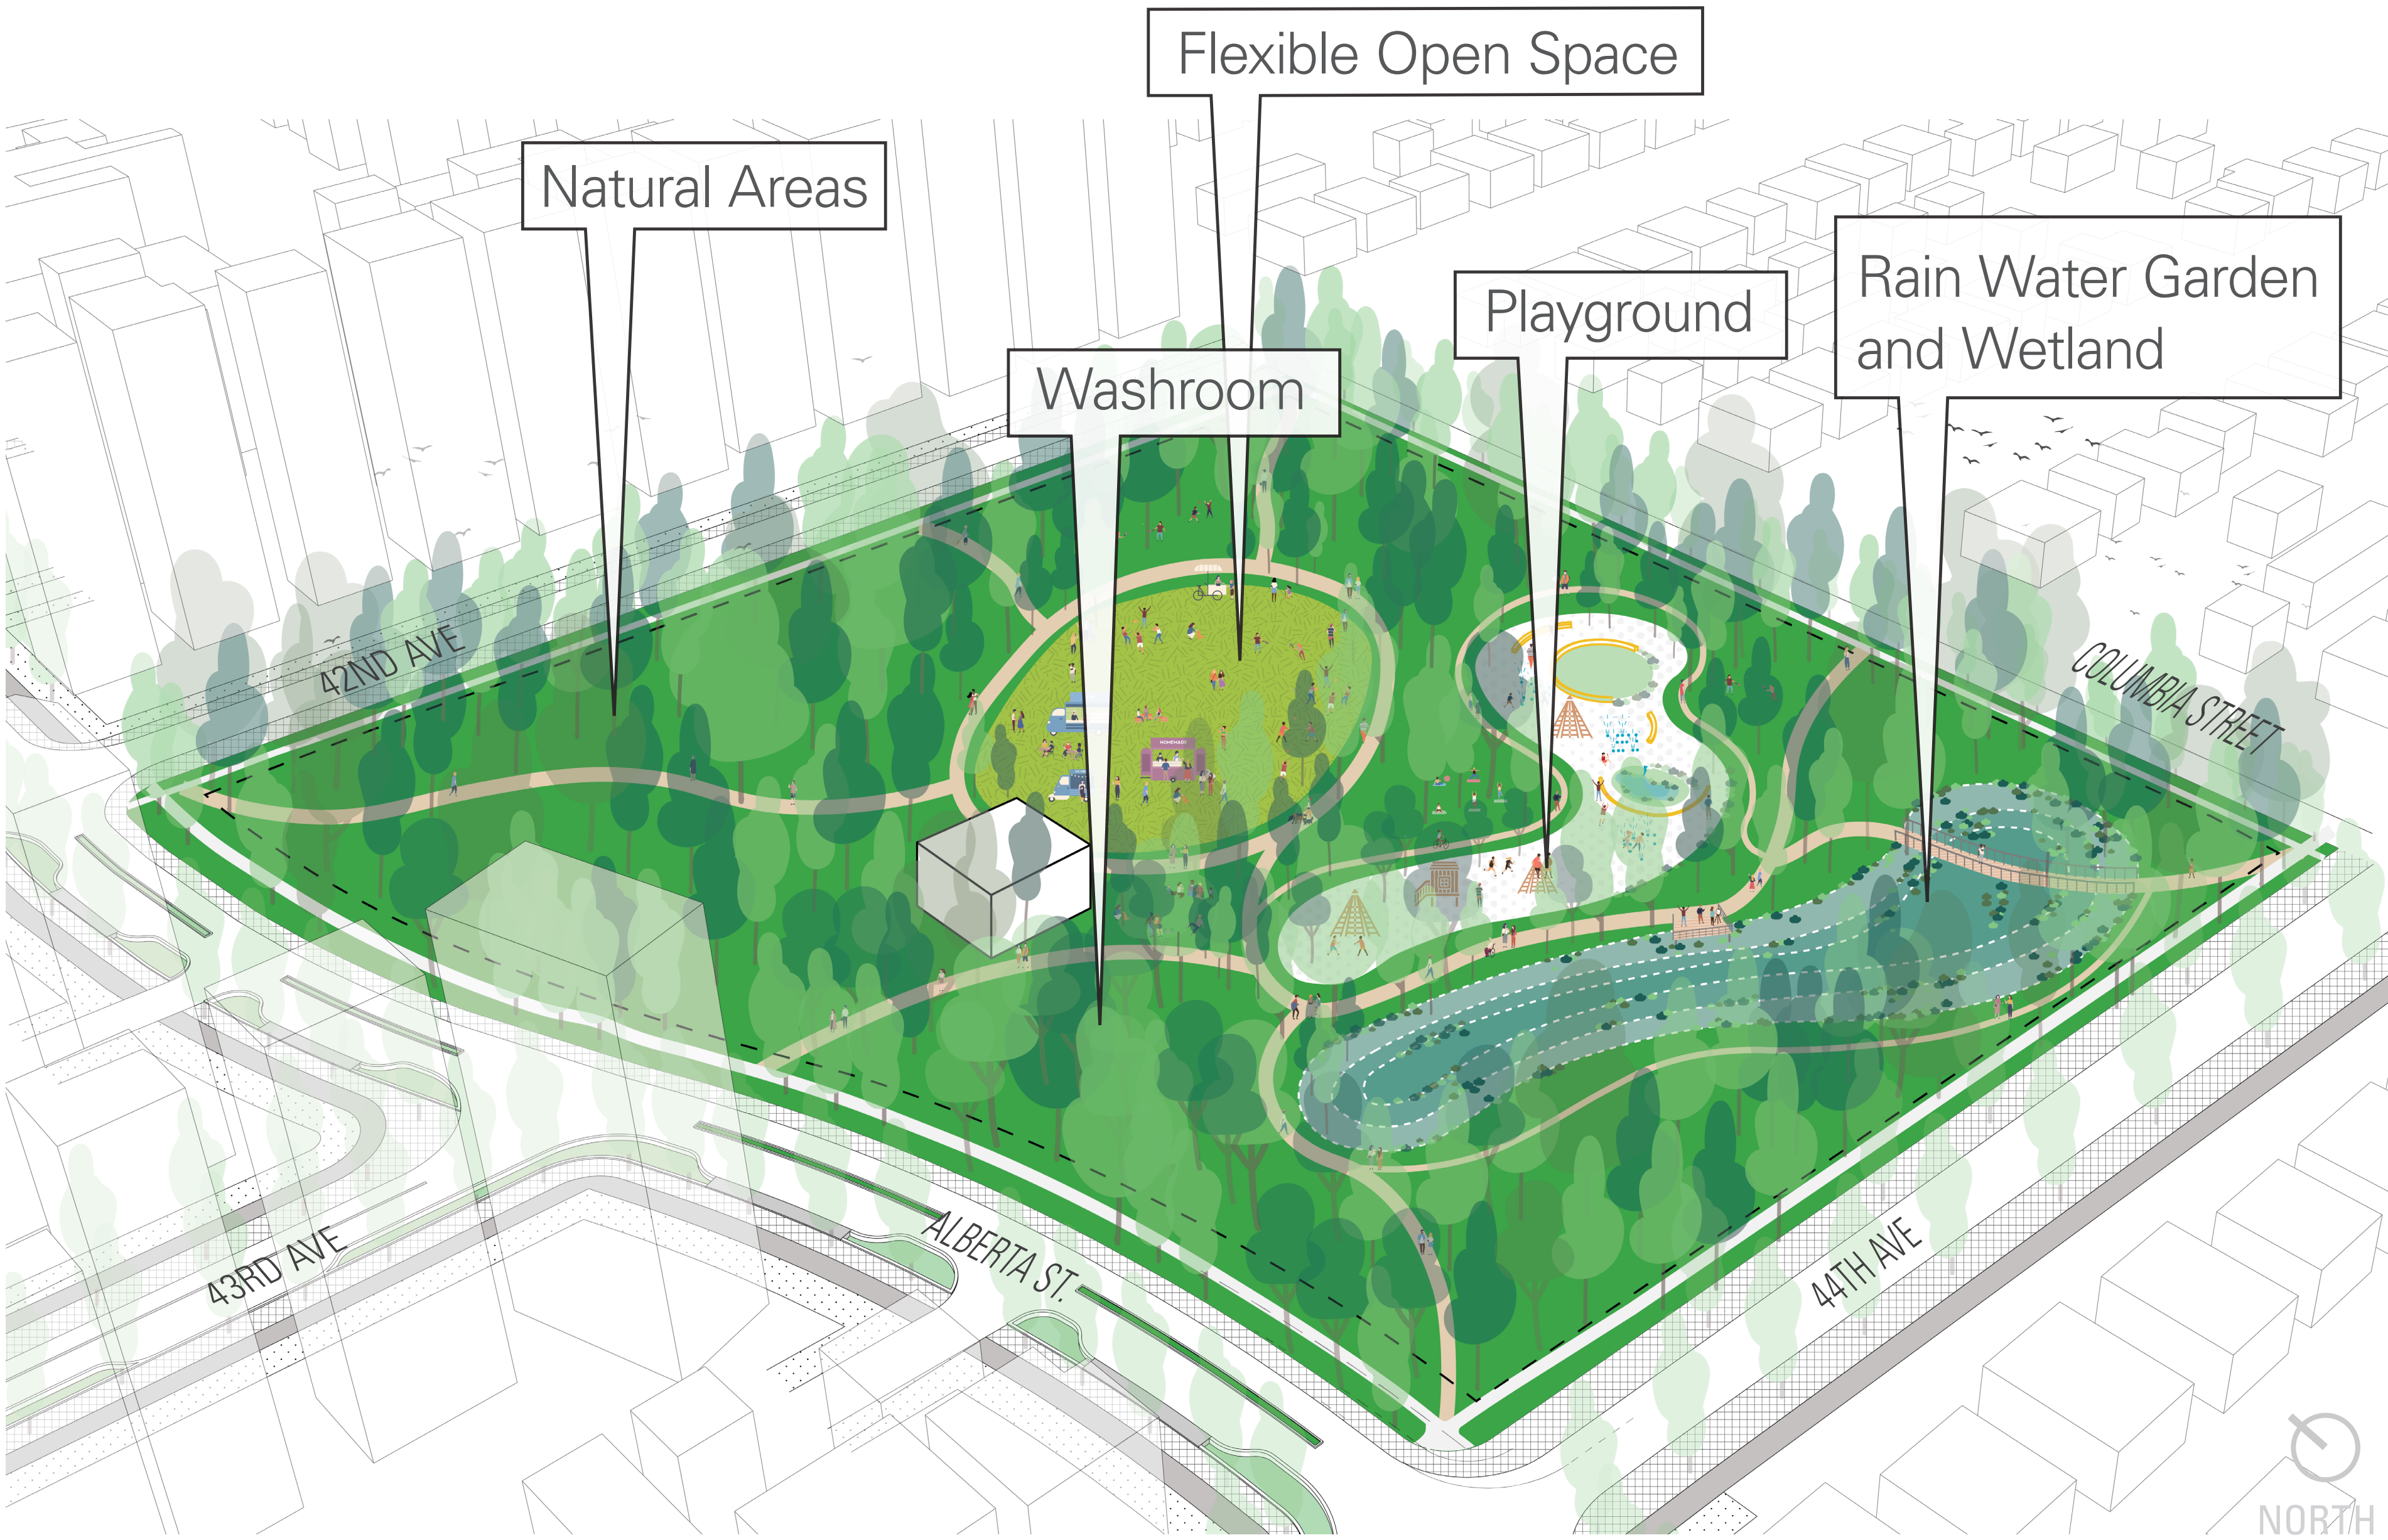 Flexible Open Space
Natural Areas
Rain Water Garden
and Wetland
Playground
Washroom
42ND AVE
COLUMBIA STREET
HOMEMADE
43RD AVE
ALBERTA ST.
44TH AVE
NORTH